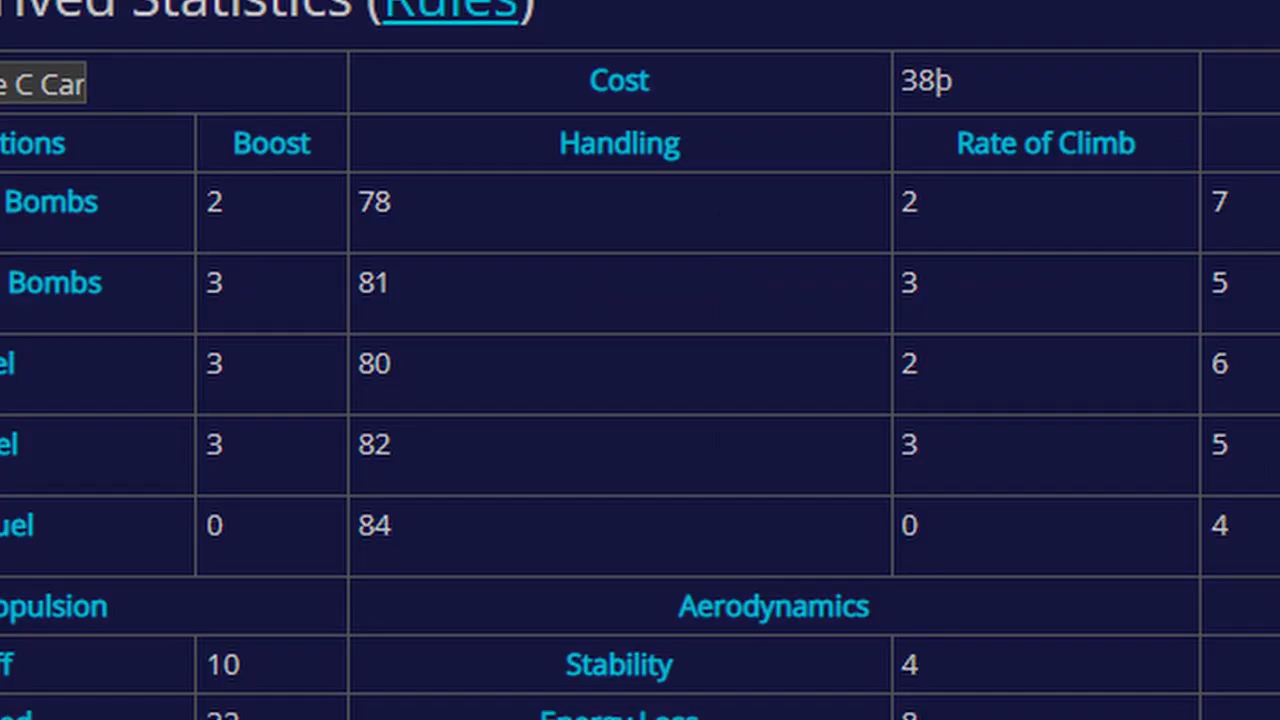 rived Statistics (Rules)
e C Car Cost 38þ
tions Boost Handling Rate of Climb
Bombs 2 78 2 7
Bombs 3 81 3 5
el 3 80 2 6
el 3 82 3 5
uel 0 84 0 4
opulsion Aerodynamics
ff 10 Stability 4